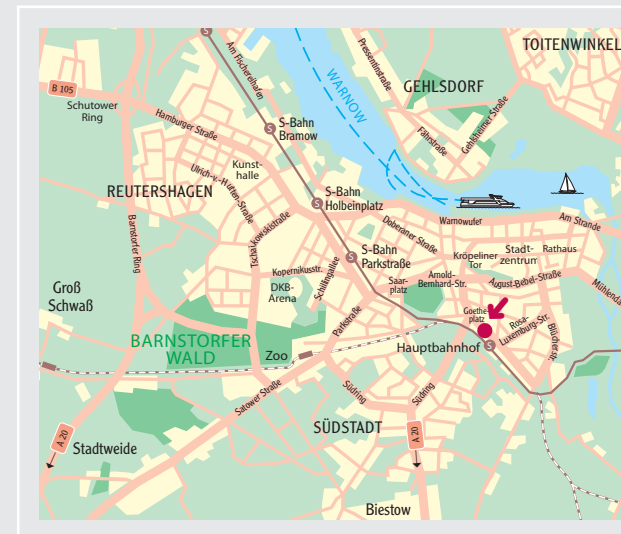 TOITENWINKEL
Am Fischereihafen
Pressentinstraße
WARNOW
GEHLSDORF
B 105
Schutower
Ring
Hamburger Straße
S-Bahn
Bramow
Fährstraße
Gehlsheimer Straße
Kunst-
halle
Ulrich-v.-Hutten-Straße
REUTERSHAGEN
S-Bahn
Holbeinplatz
Doberaner Straße
Warnowufer
Am Strande
Barnstorfer Ring
Kopernikusstr.
Schillingallee
S-Bahn
Parkstraße
Kröpeliner
Tor
Stadt-
zentrum
Rathaus
Groß
Schwaß
DKB-
Arena
Saar-
platz
Arnold-
Bernhard-Str.
August-Bebel-Straße
Goethe
platz
Rosa-
Luxemburg-Str.
Blücherstr.
Parkstraße
BARNSTORFER
WALD
Zoo
Hauptbahnhof
S
S
S
S
S
Satower Straße
Südring
Südring
SÜDSTADT
A 20
A 20
Stadtweide
Biestow